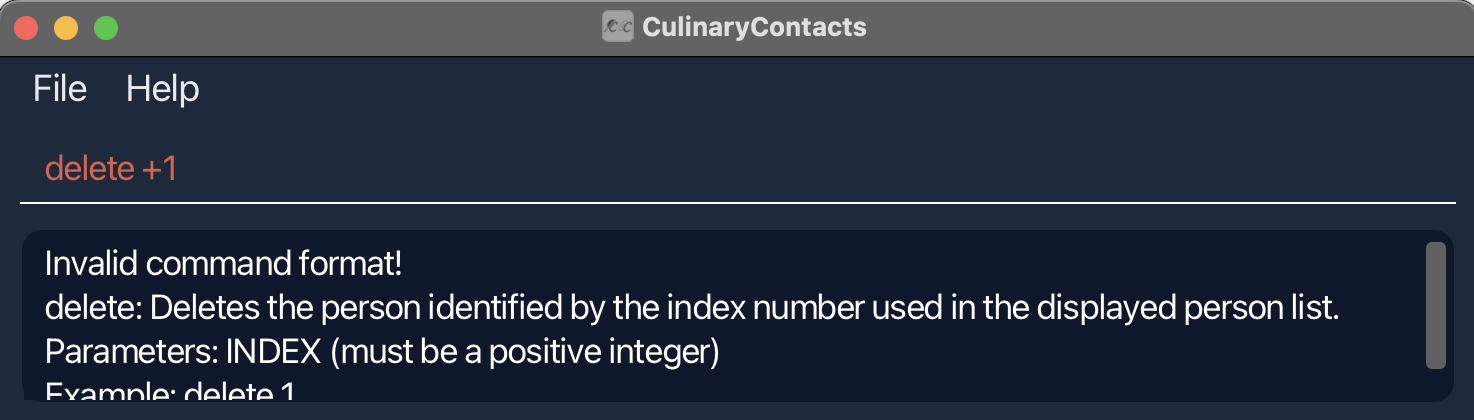 CulinaryContacts
File Help
delete +1
Invalid command format!
delete: Deletes the person identified by the index number used in the displayed person list.
Parameters: INDEX (must be a positive integer)
Example: delete 1